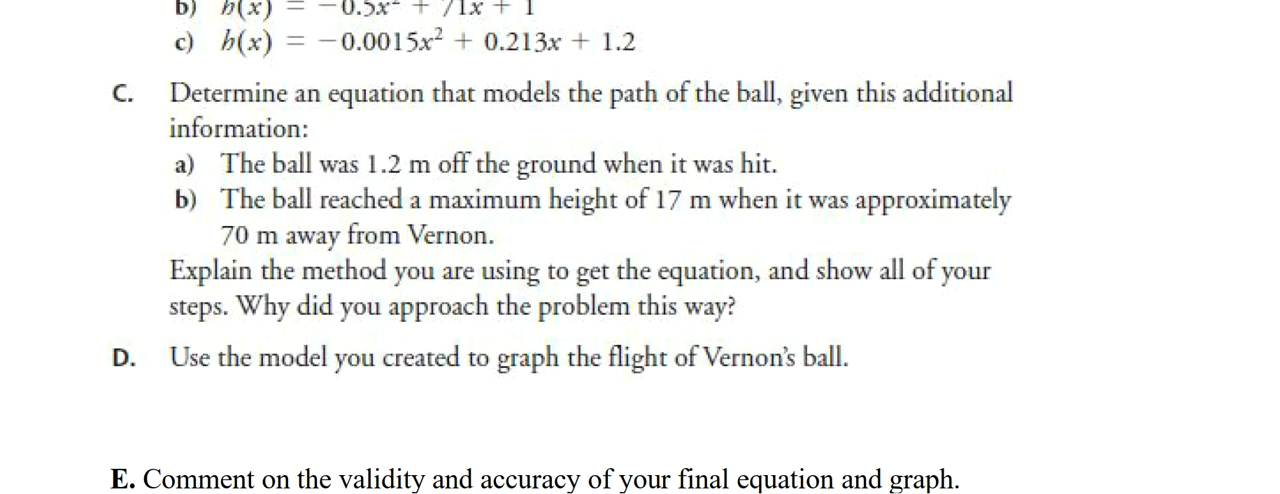 b) h(x) = −0.5x² + 71x + 1
c) h(x) = −0.0015x² + 0.213x + 1.2
C. Determine an equation that models the path of the ball, given this additional
information:
a) The ball was 1.2 m off the ground when it was hit.
b) The ball reached a maximum height of 17 m when it was approximately
70 m away from Vernon.
Explain the method you are using to get the equation, and show all of your
steps. Why did you approach the problem this way?
D. Use the model you created to graph the flight of Vernon’s ball.
E. Comment on the validity and accuracy of your final equation and graph.